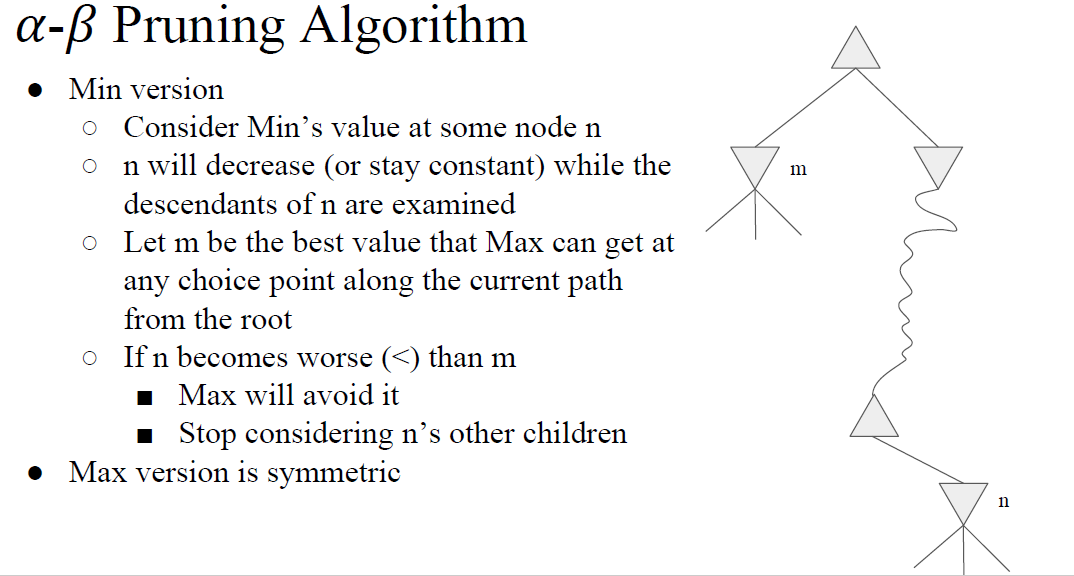 α-β Pruning Algorithm
● Min version
○ Consider Min's value at some node n
○ n will decrease (or stay constant) while the
descendants of n are examined
○ Let m be the best value that Max can get at
any choice point along the current path
from the root
○ If n becomes worse (<) than m
■ Max will avoid it
■ Stop considering n's other children
● Max version is symmetric
m
n